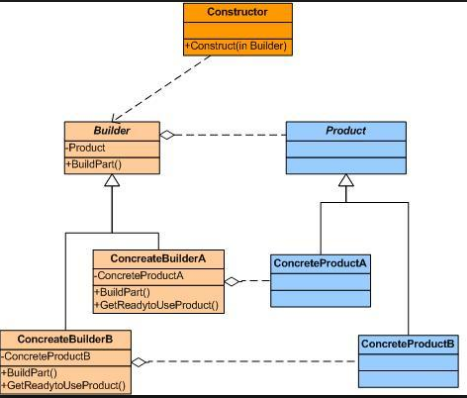 Constructor
+Construct(in Builder)
Builder
-Product
+BuildPart()
Product
ConcreateBuilderA
-ConcreteProductA
+BuildPart()
+GetReadytoUseProduct()
ConcreteProductA
ConcreateBuilderB
-ConcreteProductB
+BuildPart()
+GetReadytoUseProduct()
ConcreteProductB